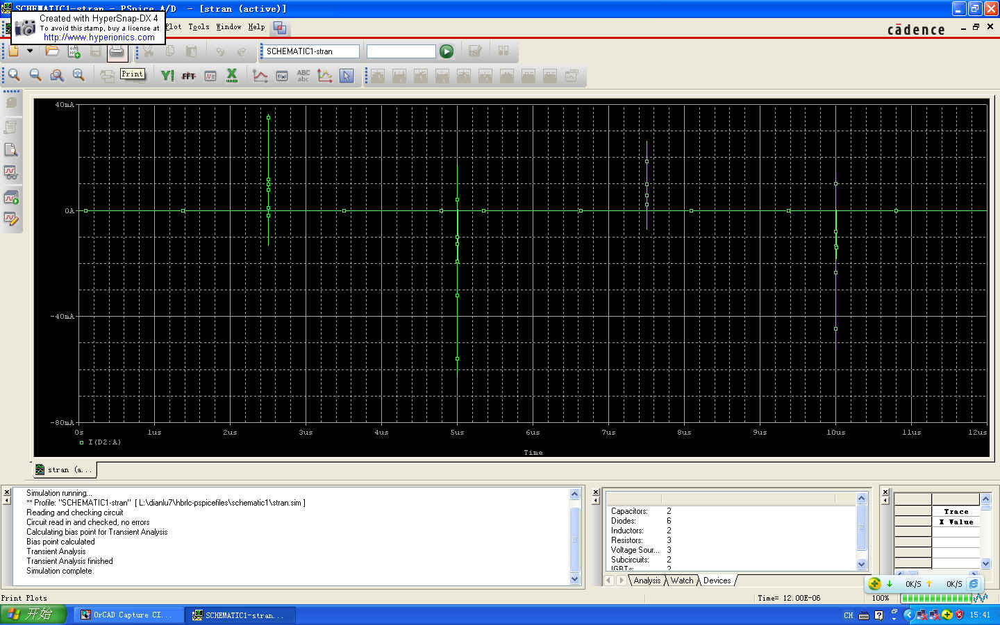 SCHEMATIC1-stran - PSpice A/D - [stran (active)]
Created with HyperSnap-DX 4
To avoid this stamp, buy a license at
http://www.hyperionics.com
Plot Tools Window Help
cādence
SCHEMATIC1-stran
Print
FFT
f(x)
ABC
abc
40mA
0A
-40mA
-80mA
0s 1us 2us 3us 4us 5us 6us 7us 8us 9us 10us 11us 12us
I(D2:A)
Time
stran (a...
Simulation running...
** Profile: "SCHEMATIC1-stran" [ L:\dianlu7\hbrlc-pspicefiles\schematic1\stran.sim ]
Reading and checking circuit
Circuit read in and checked, no errors
Calculating bias point for Transient Analysis
Bias point calculated
Transient Analysis
Transient Analysis finished
Simulation complete
Capacitors: 2
Diodes: 6
Inductors: 2
Resistors: 3
Voltage Sour... 3
Subcircuits: 2
IGBTs: 2
Analysis Watch Devices
Trace
X Value
0K/S 0K/S
Print Plots
Time= 12.00E-06
100%
开始
OrCAD Capture CI...
SCHEMATIC1-stran...
CH
15:41